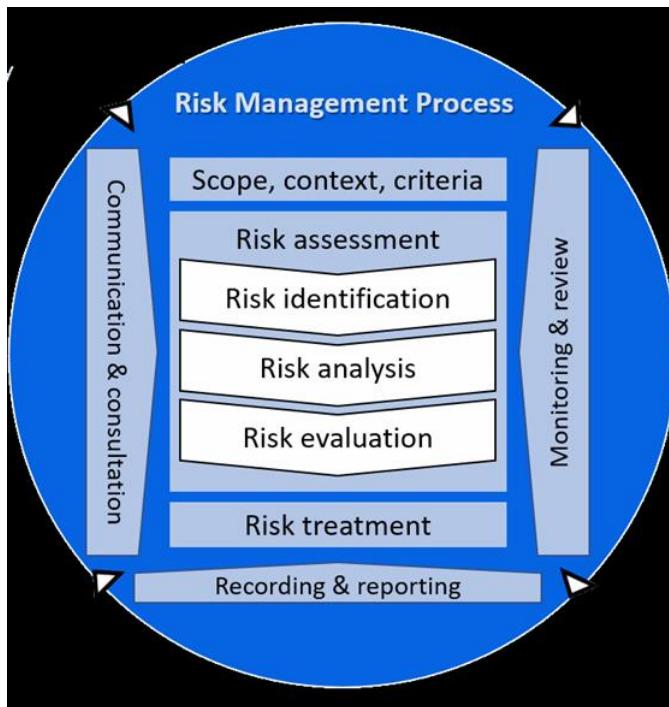 Risk Management Process
Scope, context, criteria
Risk assessment
Risk identification
Risk analysis
Risk evaluation
Risk treatment
Communication & consultation
Monitoring & review
Recording & reporting